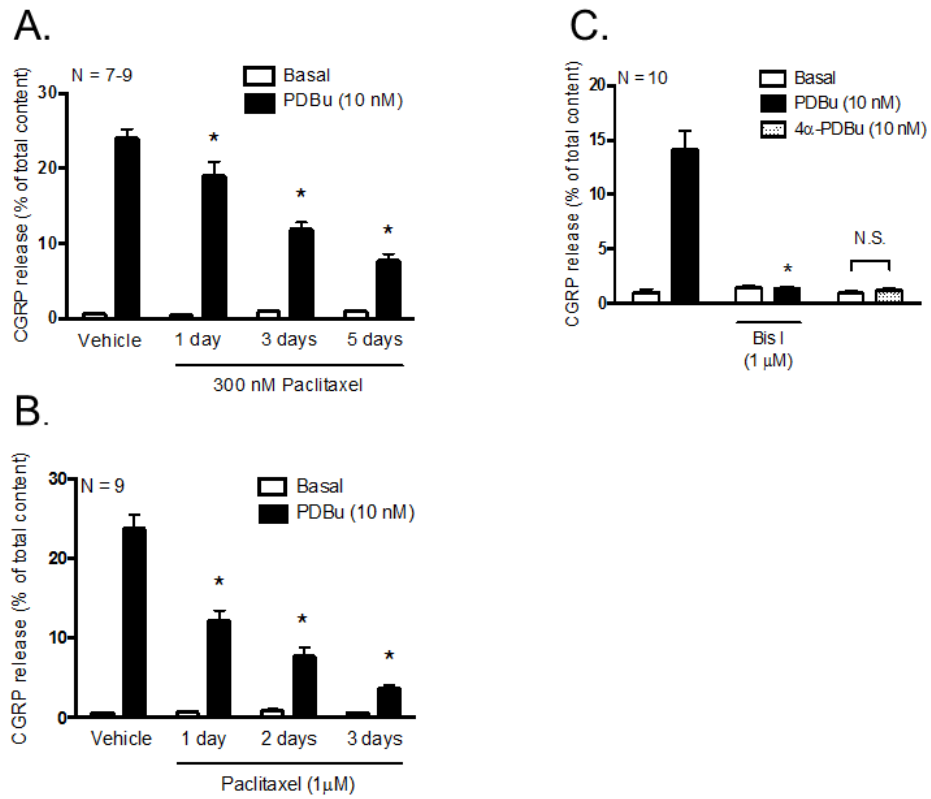 A.
CGRP release (% of total content)
N = 7-9
Basal
PDBu (10 nM)
30
20
10
0
*
*
*
Vehicle 1 day 3 days 5 days
300 nM Paclitaxel
B.
CGRP release (% of total content)
N = 9
Basal
PDBu (10 nM)
30
20
10
0
*
*
*
Vehicle 1 day 2 days 3 days
Paclitaxel (1μM)
C.
CGRP release (% of total content)
N = 10
Basal
PDBu (10 nM)
4α-PDBu (10 nM)
20
15
10
5
0
*
N.S.
Bis I
(1 μM)